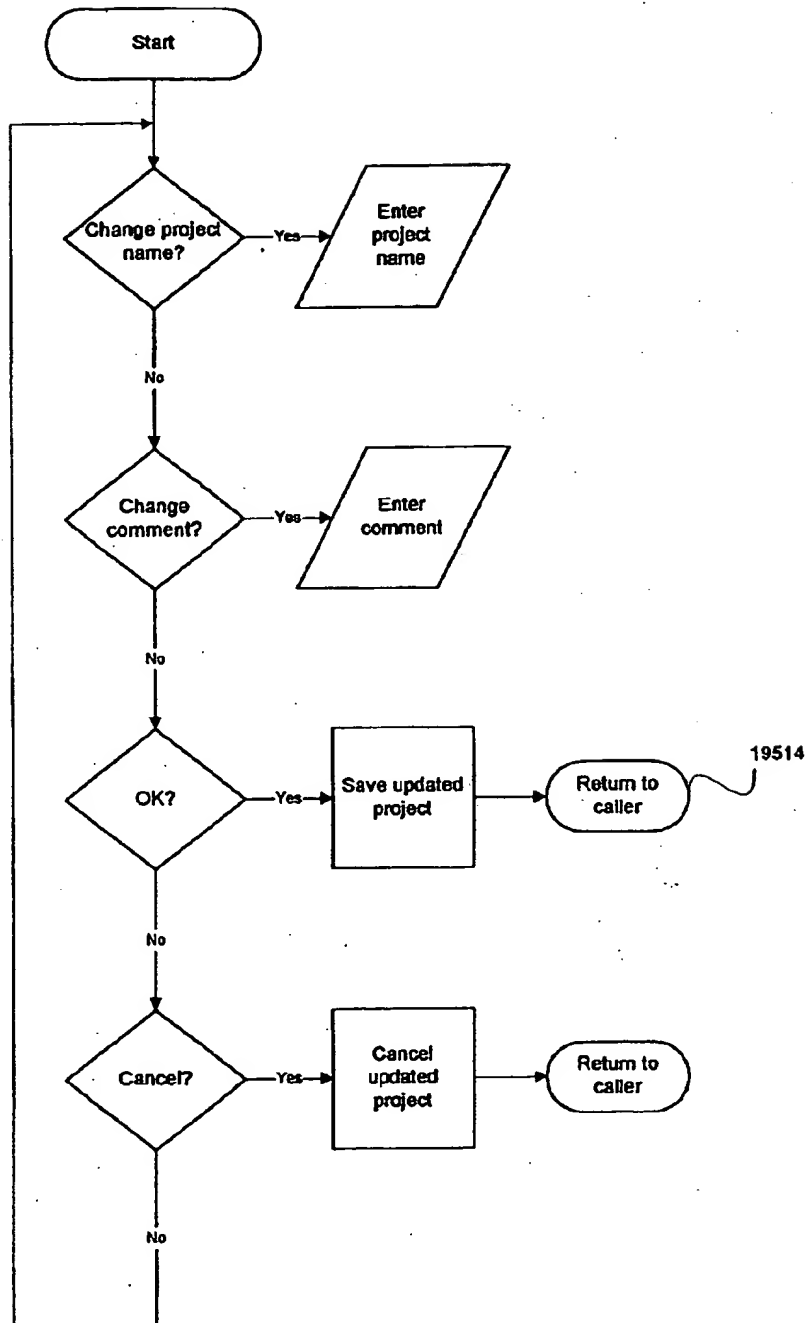 Start
Change project
name?
Yes
Enter
project
name
No
Change
comment?
Yes
Enter
comment
No
OK?
Yes
Save updated
project
Return to
caller
19514
No
Cancel?
Yes
Cancel
updated
project
Return to
caller
No